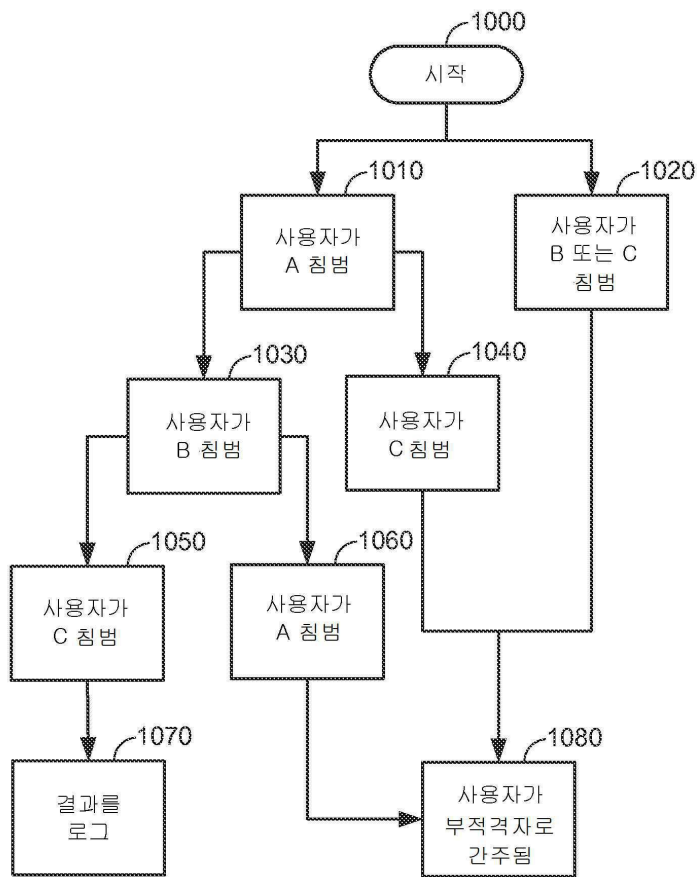 1000
시작
1010
사용자가
A 침범
1020
사용자가
B 또는 C
침범
1030
사용자가
B 침범
1040
사용자가
C 침범
1050
사용자가
C 침범
1060
사용자가
A 침범
1070
결과를
로그
1080
사용자가
부적격자로
간주됨